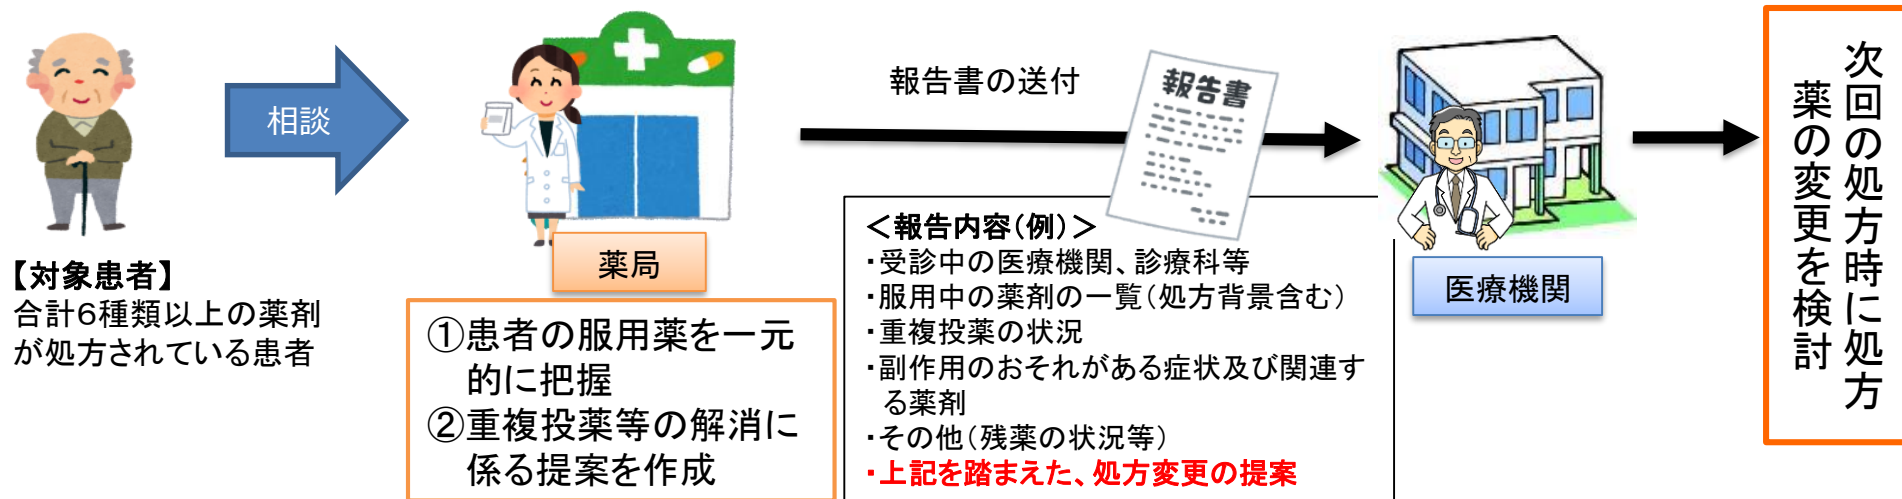 【対象患者】
合計6種類以上の薬剤
が処方されている患者
相談
薬局
①患者の服用薬を一元
的に把握
②重複投薬等の解消に
係る提案を作成
報告書の送付
報告書
＜報告内容(例)＞
・受診中の医療機関、診療科等
・服用中の薬剤の一覧(処方背景含む)
・重複投薬の状況
・副作用のおそれがある症状及び関連す
る薬剤
・その他(残薬の状況等)
・上記を踏まえた、処方変更の提案
医療機関
次回の処方時に処方
薬の変更を検討